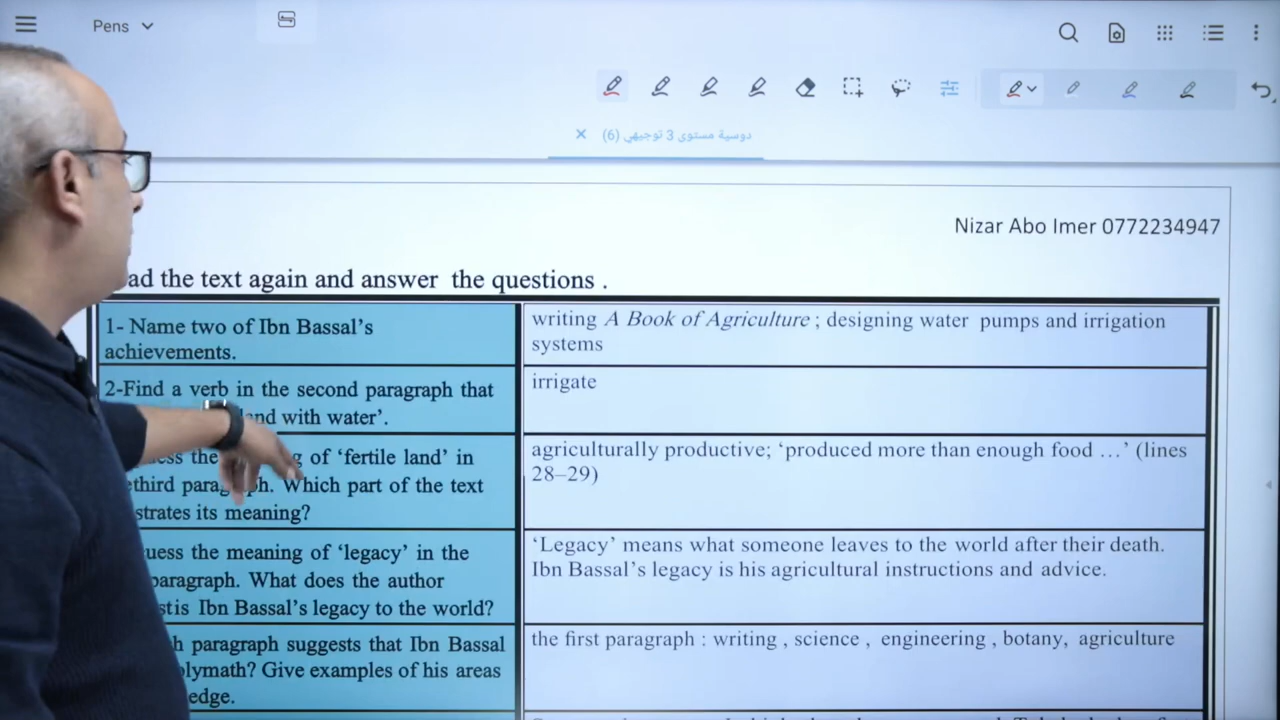 Pens
دوسية مستوى 3 توجيهي (6)
Nizar Abo Imer 0772234947
ad the text again and answer the questions .
1- Name two of Ibn Bassal’s
achievements.
writing A Book of Agriculture ; designing water pumps and irrigation
systems
2-Find a verb in the second paragraph that
land with water’.
irrigate
ess the of ‘fertile land’ in
third paragraph. Which part of the text
strates its meaning?
agriculturally productive; ‘produced more than enough food …’ (lines
28–29)
uess the meaning of ‘legacy’ in the
paragraph. What does the author
st is Ibn Bassal’s legacy to the world?
‘Legacy’ means what someone leaves to the world after their death.
Ibn Bassal’s legacy is his agricultural instructions and advice.
h paragraph suggests that Ibn Bassal
olymath? Give examples of his areas
edge.
the first paragraph : writing , science , engineering , botany, agriculture